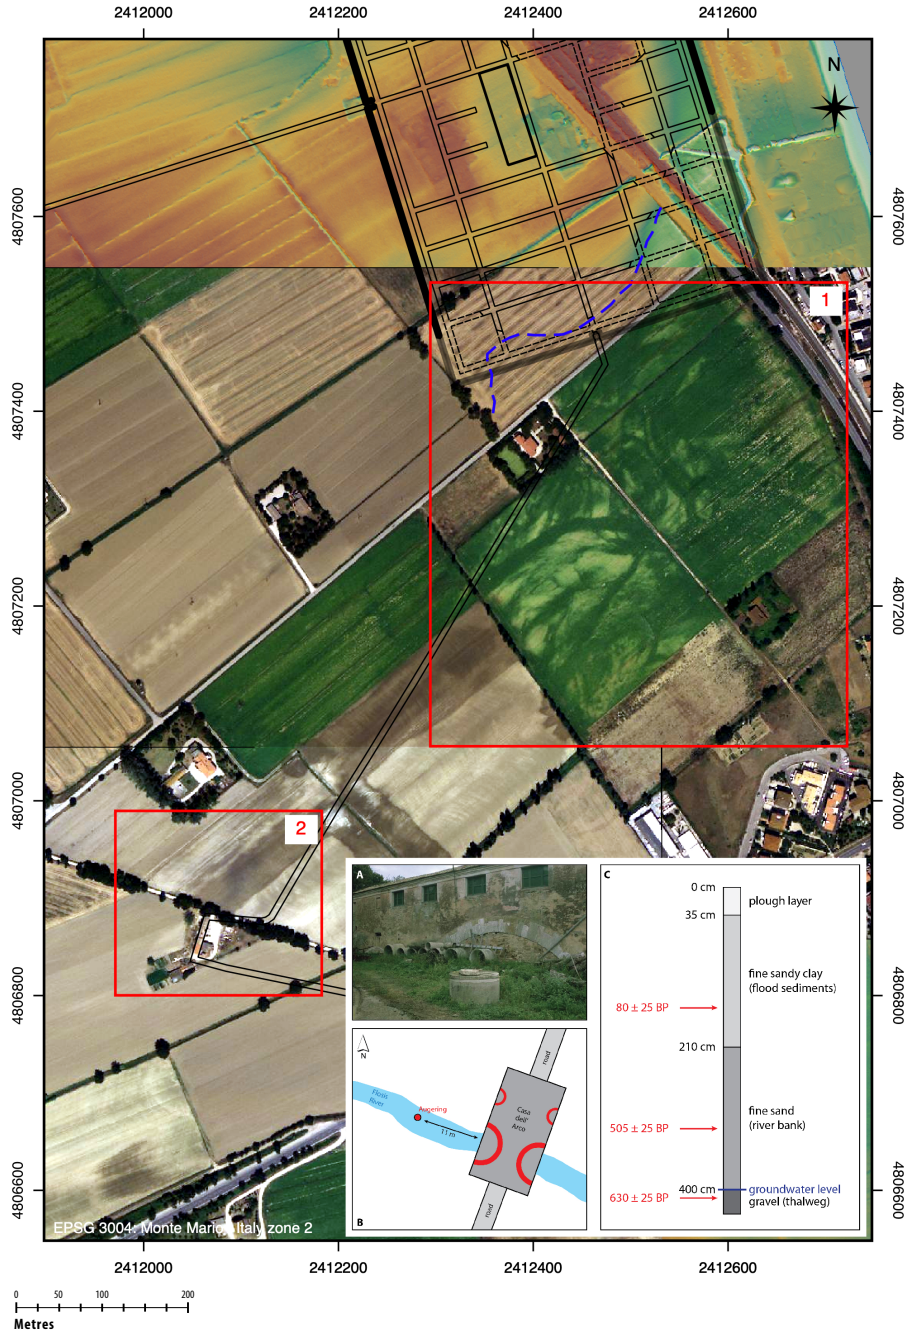 2412000
2412200
2412400
2412600
N
4807600
4807600
1
4807400
4807400
4807200
4807200
4807000
4807000
2
A
C
0 cm
plough layer
35 cm
fine sandy clay
(flood sediments)
4806800
4806800
80 ± 25 BP
210 cm
B
N
road
Flosis
River
Augering
11 m
Casa
dell'
Arco
road
fine sand
(river bank)
505 ± 25 BP
400 cm
groundwater level
630 ± 25 BP
gravel (thalweg)
4806600
4806600
EPSG 3004: Monte Mario, Italy zone 2
2412000
2412200
2412400
2412600
0
50
100
200
Metres